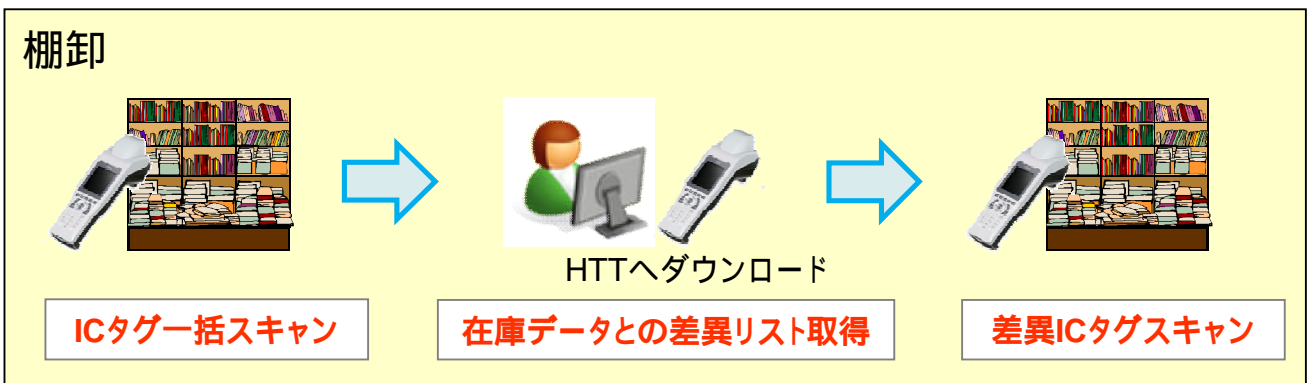 棚卸
HTTへダウンロード
ICタグ一括スキャン
在庫データとの差異リスト取得
差異ICタグスキャン